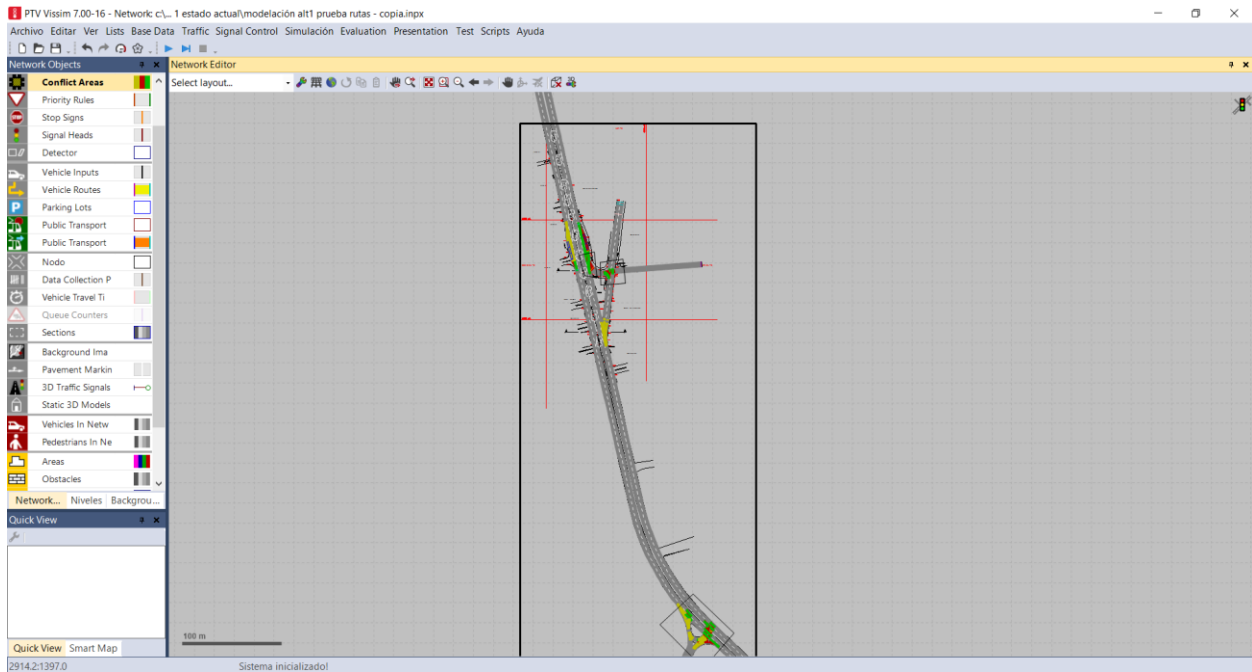 PTV Vissim 7.00-16 - Network: c:\... 1 estado actual\modelación alt1 prueba rutas - copia.inpx
Archivo Editar Ver Lists Base Data Traffic Signal Control Simulación Evaluation Presentation Test Scripts Ayuda
Network Objects
Network Editor
Select layout...
Conflict Areas
Priority Rules
Stop Signs
Signal Heads
Detector
Vehicle Inputs
Vehicle Routes
Parking Lots
Public Transport
Public Transport
Nodo
Data Collection P
Vehicle Travel Ti
Queue Counters
Sections
Background Ima
Pavement Markin
3D Traffic Signals
Static 3D Models
Vehicles In Netw
Pedestrians In Ne
Areas
Obstacles
Network... Niveles Backgrou...
Quick View
100 m
Quick View Smart Map
2914.2:1397.0 Sistema inicializado!